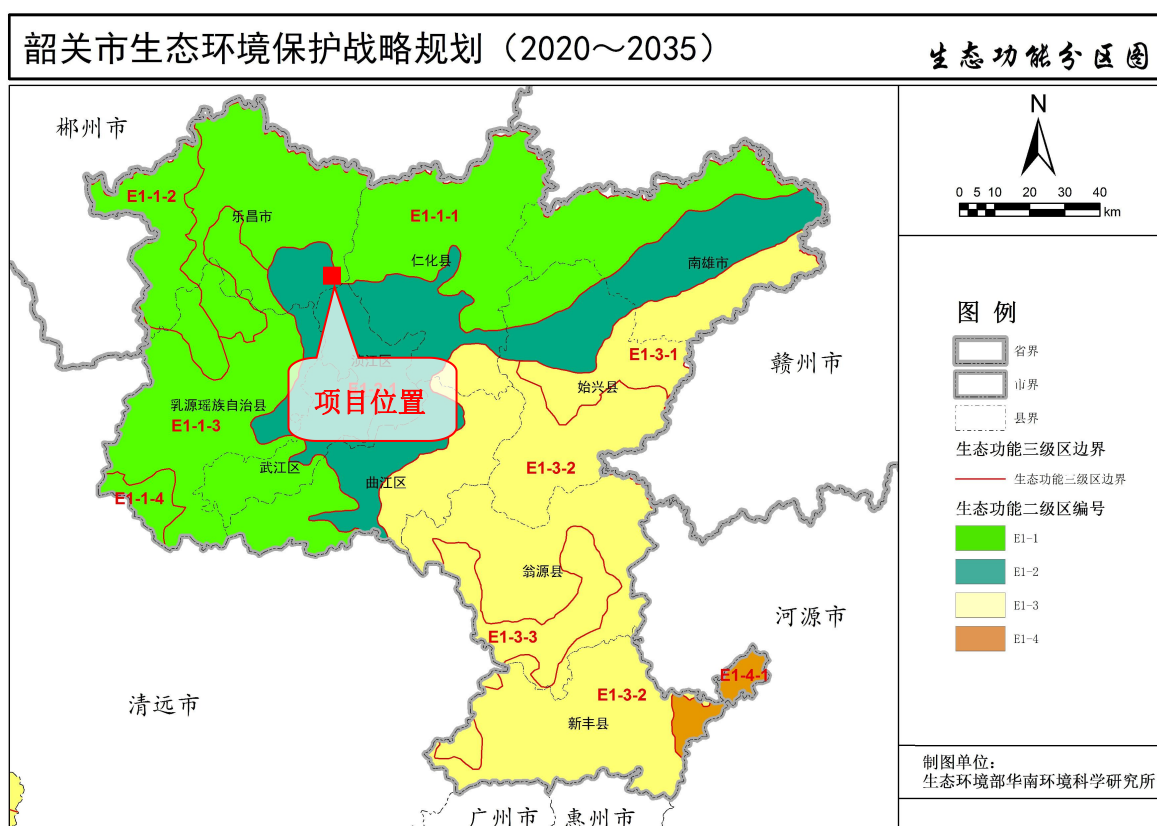 韶关市生态环境保护战略规划（2020～2035）
生态功能分区图
郴州市
E1-1-2
乐昌市
E1-1-1
仁化县
南雄市
浈江区
E1-2-1
项目位置
E1-3-1
始兴县
赣州市
乳源瑶族自治县
E1-1-3
武江区
曲江区
E1-3-2
E1-1-4
翁源县
E1-3-3
河源市
E1-4-1
E1-3-2
清远市
新丰县
广州市
惠州市
N
0 5 10 20 30 40
km
图 例
省界
市界
县界
生态功能三级区边界
生态功能三级区边界
生态功能二级区编号
E1-1
E1-2
E1-3
E1-4
制图单位：
生态环境部华南环境科学研究所